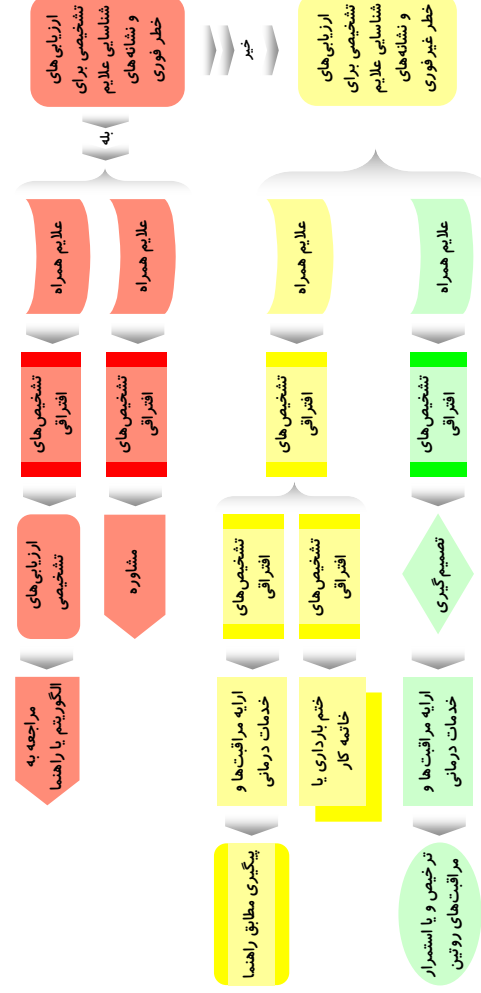 ارزیابی‌های
تشخیصی برای
شناسایی علایم
و نشانه‌های
خطر فوری
خیر
ارزیابی‌های
تشخیصی برای
شناسایی علایم
و نشانه‌های
خطر غیر فوری
بله
علایم همراه
علایم همراه
علایم همراه
علایم همراه
تشخیص‌های
افتراقی
تشخیص‌های
افتراقی
تشخیص‌های
افتراقی
تشخیص‌های
افتراقی
ارزیابی‌های
تشخیصی
مشاوره
تشخیص‌های
افتراقی
تشخیص‌های
افتراقی
تصمیم گیری
مراجعه به
الگوریتم یا راهنما
ارایه مراقبت‌ها و
خدمات درمانی
ختم بارداری یا
خاتمه کار
ارایه مراقبت‌ها و
خدمات درمانی
پیگیری مطابق راهنما
ترخیص و یا استمرار
مراقبت‌های روتین